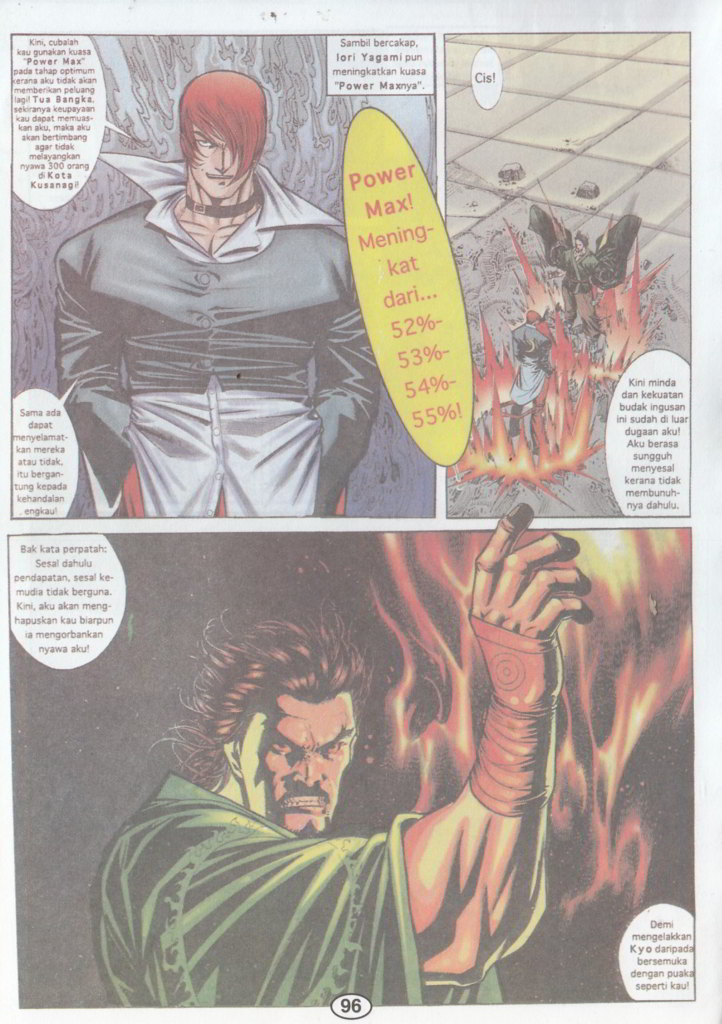 Kini, cubalah
kau gunakan kuasa
"Power Max"
pada tahap optimum
kerana aku tidak akan
memberikan peluang
lagi! Tua Bangka,
sekiranya keupayaan
kau dapat memuas-
kan aku, maka aku
akan bertimbang
agar tidak
melayangkan
nyawa 300 orang
di Kota
Kusanagi!
Sambil bercakap,
Iori Yagami pun
meningkatkan kuasa
"Power Maxnya".
Power
Max!
Mening-
kat
dari...
52%-
53%-
54%-
55%!
Sama ada
dapat
menyelamat-
kan mereka
atau tidak,
itu bergan-
tung kepada
kehandalan
engkau!
Cis!
Kini minda
dan kekuatan
budak ingusan
ini sudah di luar
dugaan aku!
Aku berasa
sungguh
menyesal
kerana tidak
membunuh-
nya dahulu.
Bak kata perpatah:
Sesal dahulu
pendapatan, sesal ke-
mudia tidak berguna.
Kini, aku akan meng-
hapuskan kau biarpun
ia mengorbankan
nyawa aku!
Demi
mengelakkan
Kyo daripada
bersemuka
dengan puaka
seperti kau!
96